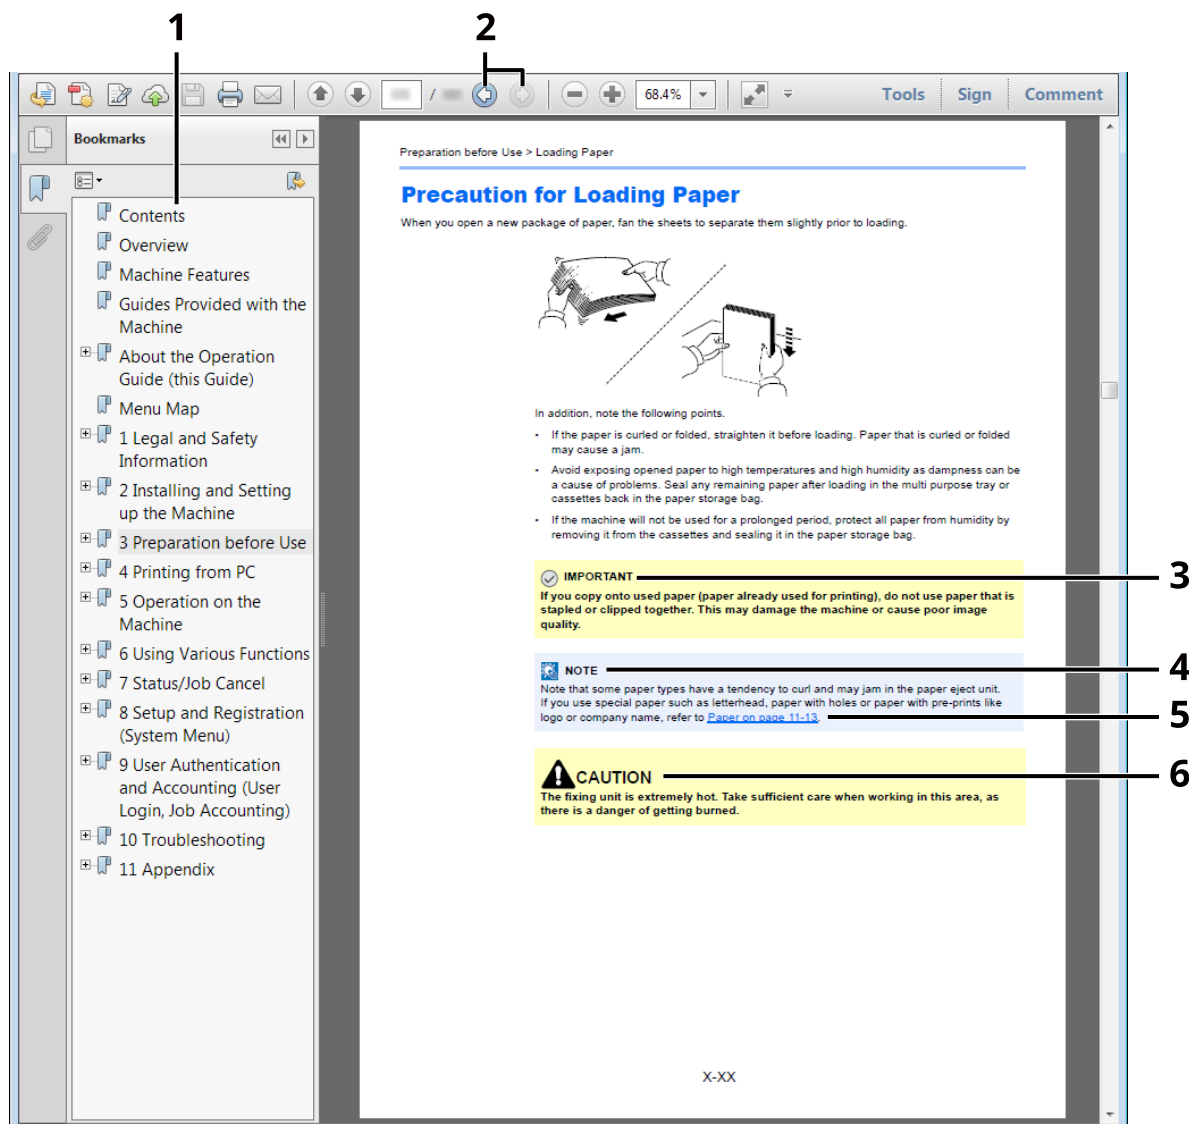 1
2
/
68.4%
Tools
Sign
Comment
Bookmarks
Contents
Overview
Machine Features
Guides Provided with the
Machine
About the Operation
Guide (this Guide)
Menu Map
1 Legal and Safety
Information
2 Installing and Setting
up the Machine
3 Preparation before Use
4 Printing from PC
5 Operation on the
Machine
6 Using Various Functions
7 Status/Job Cancel
8 Setup and Registration
(System Menu)
9 User Authentication
and Accounting (User
Login, Job Accounting)
10 Troubleshooting
11 Appendix
Preparation before Use > Loading Paper
Precaution for Loading Paper
When you open a new package of paper, fan the sheets to separate them slightly prior to loading.
In addition, note the following points.
• If the paper is curled or folded, straighten it before loading. Paper that is curled or folded
may cause a jam.
• Avoid exposing opened paper to high temperatures and high humidity as dampness can be
a cause of problems. Seal any remaining paper after loading in the multi purpose tray or
cassettes back in the paper storage bag.
• If the machine will not be used for a prolonged period, protect all paper from humidity by
removing it from the cassettes and sealing it in the paper storage bag.
IMPORTANT
3
If you copy onto used paper (paper already used for printing), do not use paper that is
stapled or clipped together. This may damage the machine or cause poor image
quality.
NOTE
4
Note that some paper types have a tendency to curl and may jam in the paper eject unit.
If you use special paper such as letterhead, paper with holes or paper with pre-prints like
logo or company name, refer to Paper on page 11-13.
5
CAUTION
6
The fixing unit is extremely hot. Take sufficient care when working in this area, as
there is a danger of getting burned.
X-XX